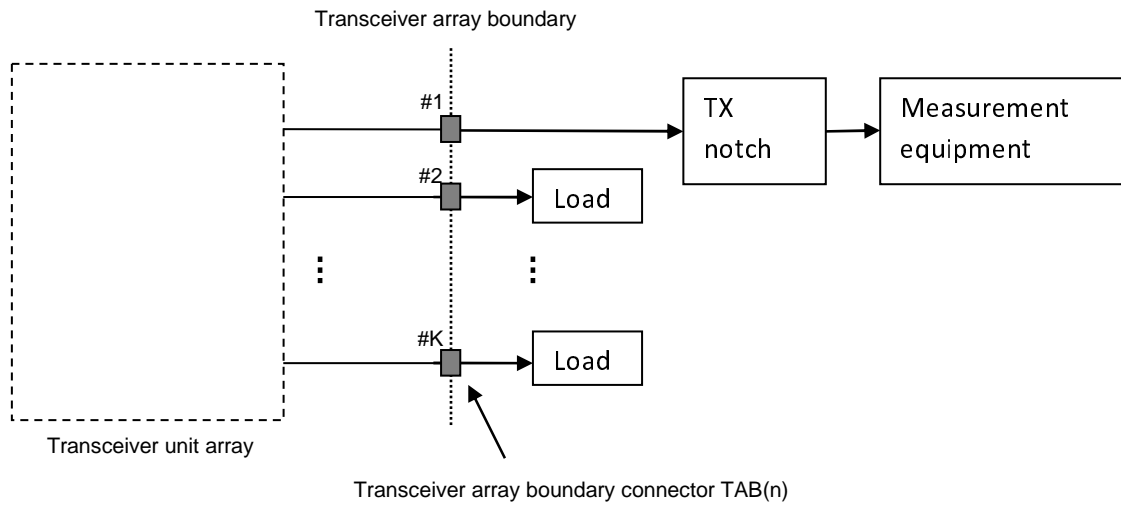 Transceiver array boundary
#1
TX
notch
Measurement
equipment
#2
Load
#K
Load
Transceiver unit array
Transceiver array boundary connector TAB(n)